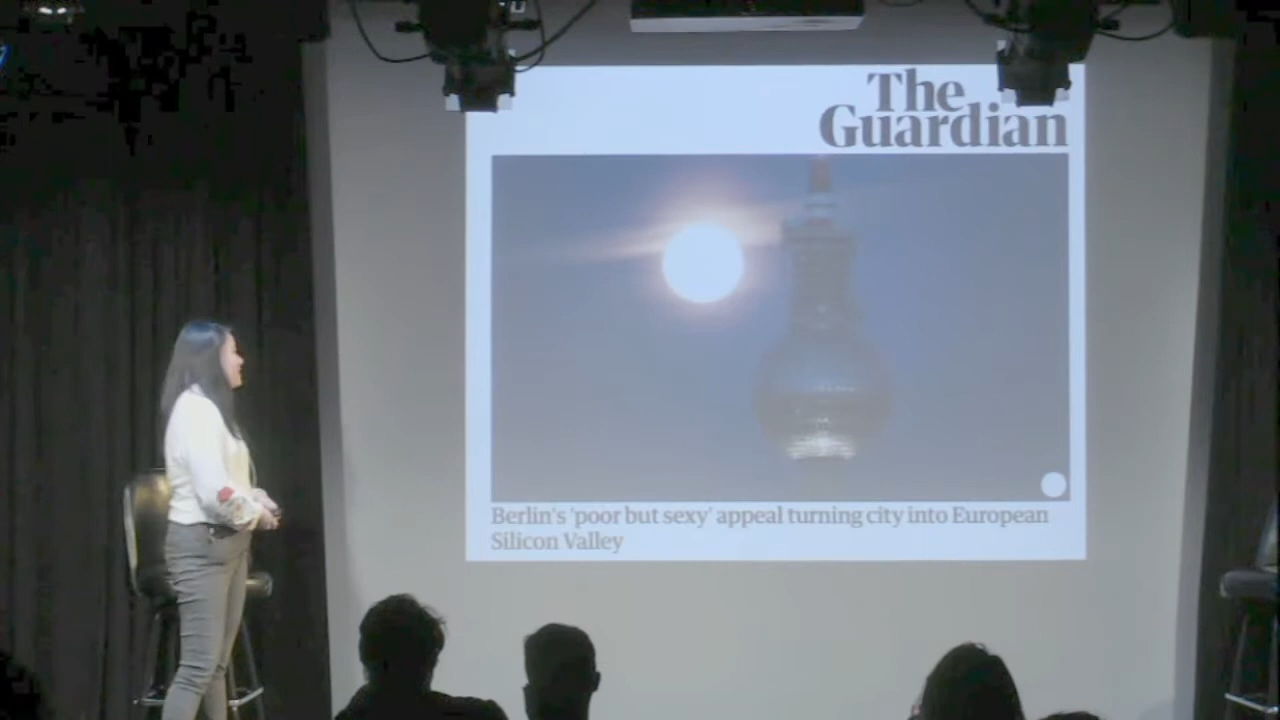 The
Guardian
Berlin's 'poor but sexy' appeal turning city into European
Silicon Valley